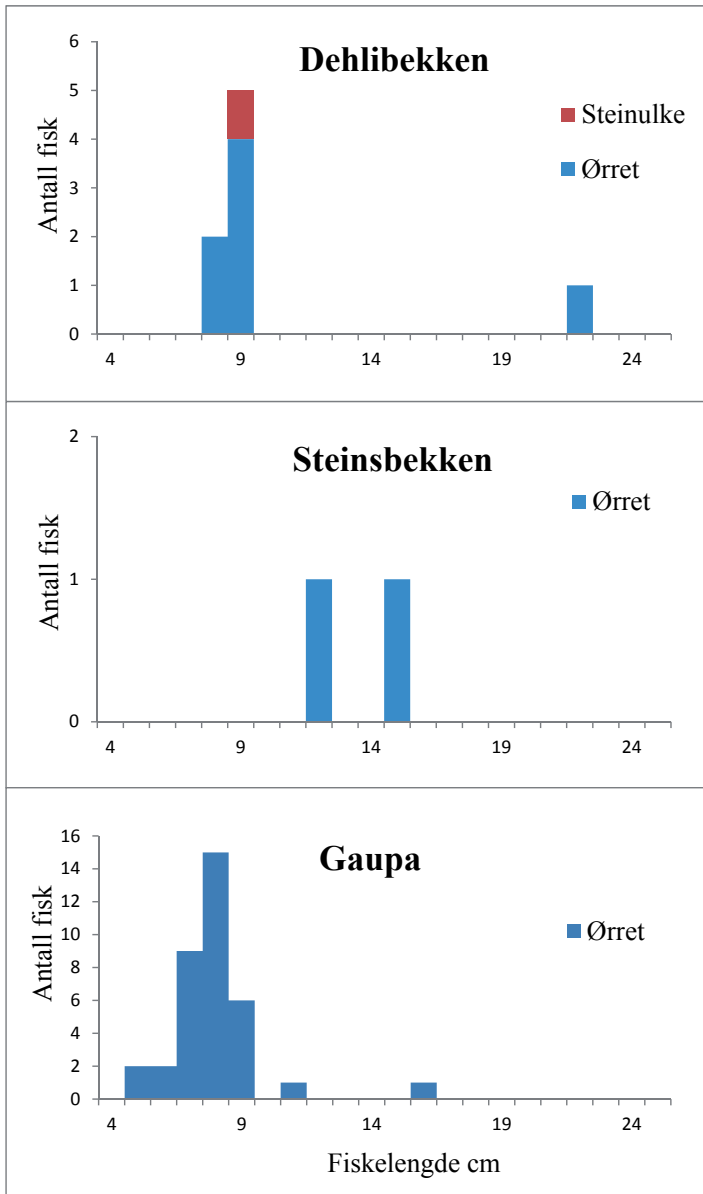 Dehlibekken
Antall fisk
6
5
4
3
2
1
0
Steinulke
Ørret
4 9 14 19 24
Steinsbekken
Antall fisk
2
1
0
Ørret
4 9 14 19 24
Gaupa
Antall fisk
16
14
12
10
8
6
4
2
0
Ørret
4 9 14 19 24
Fiskelengde cm